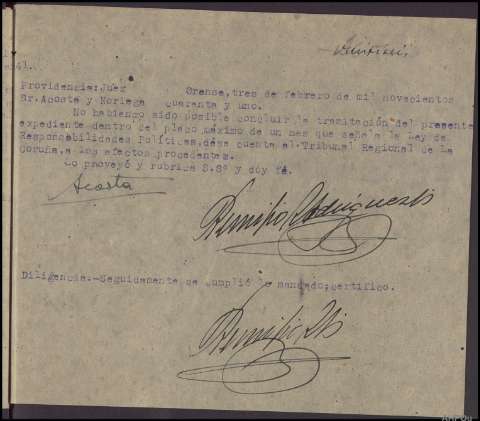 41.
Providencia:Juez Orense,tres de febrero de mil novecientos
Sr.Acosta y Noriega cuarenta y uno.
No habiendo sido posible concluir la tramitación del presente
expediente dentro del plazo máximo de un mes que señala la Ley de
Responsabilidades Políticas,dése cuenta al Tribunal Regional de La
Coruña,a los efectos procedentes.
Lo proveyó y rubrica S.Sª y doy fé.
Acosta
Remigio Rodriguez
Diligencia.-Seguidamente se cumplió lo mandado;certifico.
Remigio